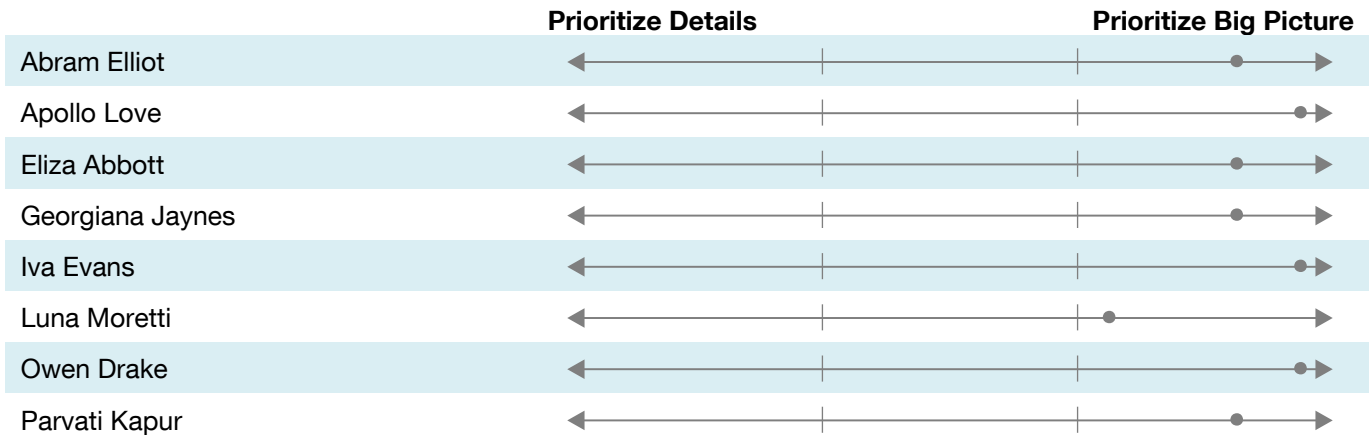 Prioritize Details Prioritize Big Picture
Abram Elliot
Apollo Love
Eliza Abbott
Georgiana Jaynes
Iva Evans
Luna Moretti
Owen Drake
Parvati Kapur